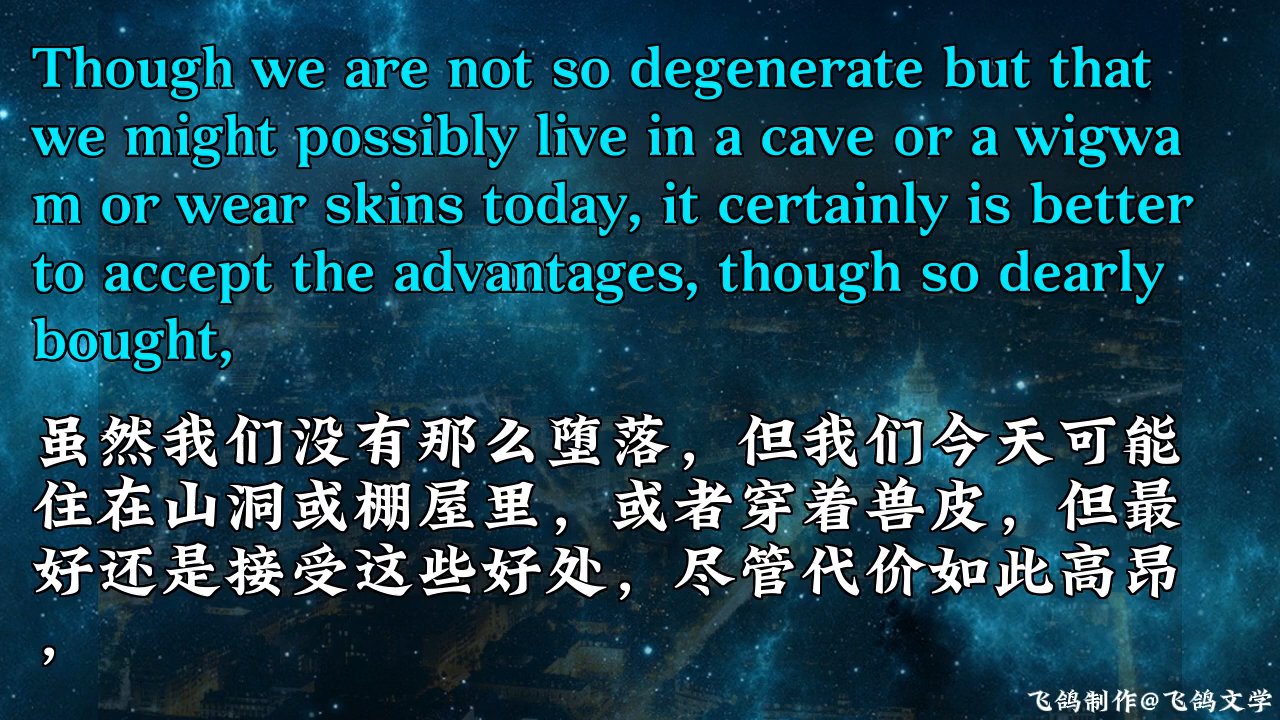 Though we are not so degenerate but that
we might possibly live in a cave or a wigwa
m or wear skins today, it certainly is better
to accept the advantages, though so dearly
bought,
虽然我们没有那么堕落，但我们今天可能
住在山洞或棚屋里，或者穿着兽皮，但最
好还是接受这些好处，尽管代价如此高昂
，
飞鸽制作@飞鸽文学